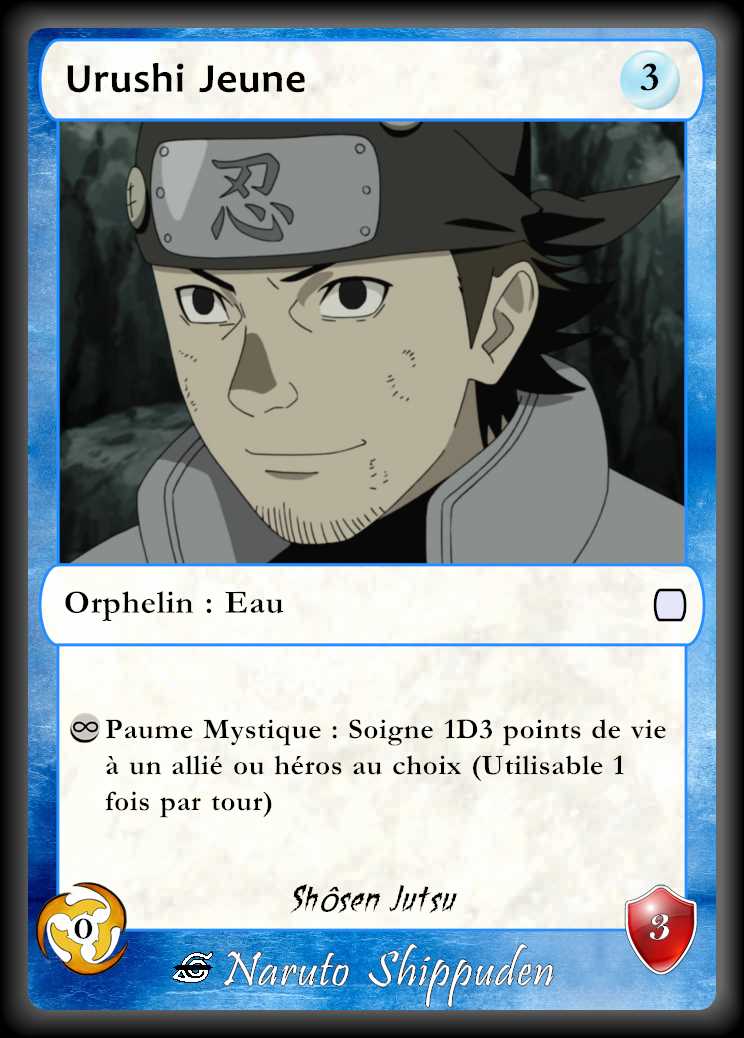 Urushi Jeune
3
忍
Orphelin : Eau
∞ Paume Mystique : Soigne 1D3 points de vie
à un allié ou héros au choix (Utilisable 1
fois par tour)
Shôsen Jutsu
0
3
Naruto Shippuden